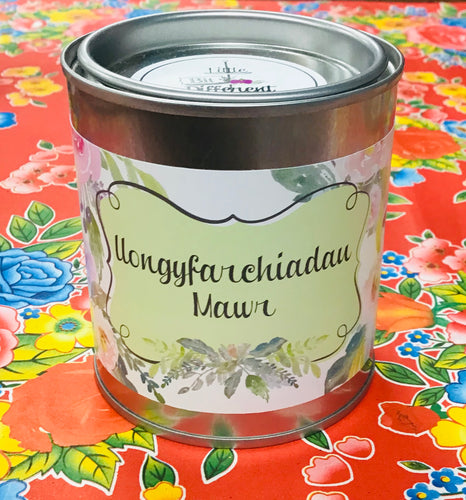 A Little
Bit
Different
llongyfarchiadau
Mawr